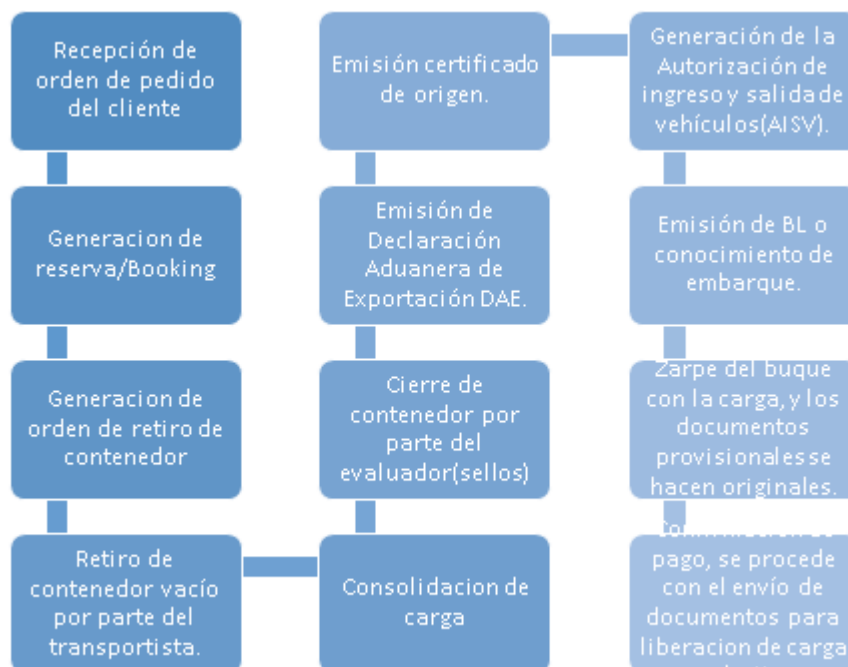 Recepción de
orden de pedido
del cliente
Generacion de
reserva/Booking
Generacion de
orden de retiro de
contenedor
Retiro de
contenedor vacío
por parte del
transportista.
Consolidacion de
carga
Cierre de
contenedor por
parte del
evaluador(sellos)
Emisión de
Declaración
Aduanera de
Exportación DAE.
Emisión certificado
de origen.
Generación de la
Autorización de
ingreso y salida de
vehículos(AISV).
Emisión de BL o
conocimiento de
embarque.
Zarpe del buque
con la carga, y los
documentos
provisionales se
hacen originales.
pago, se procede
con el envío de
documentos para
liberacion de carga